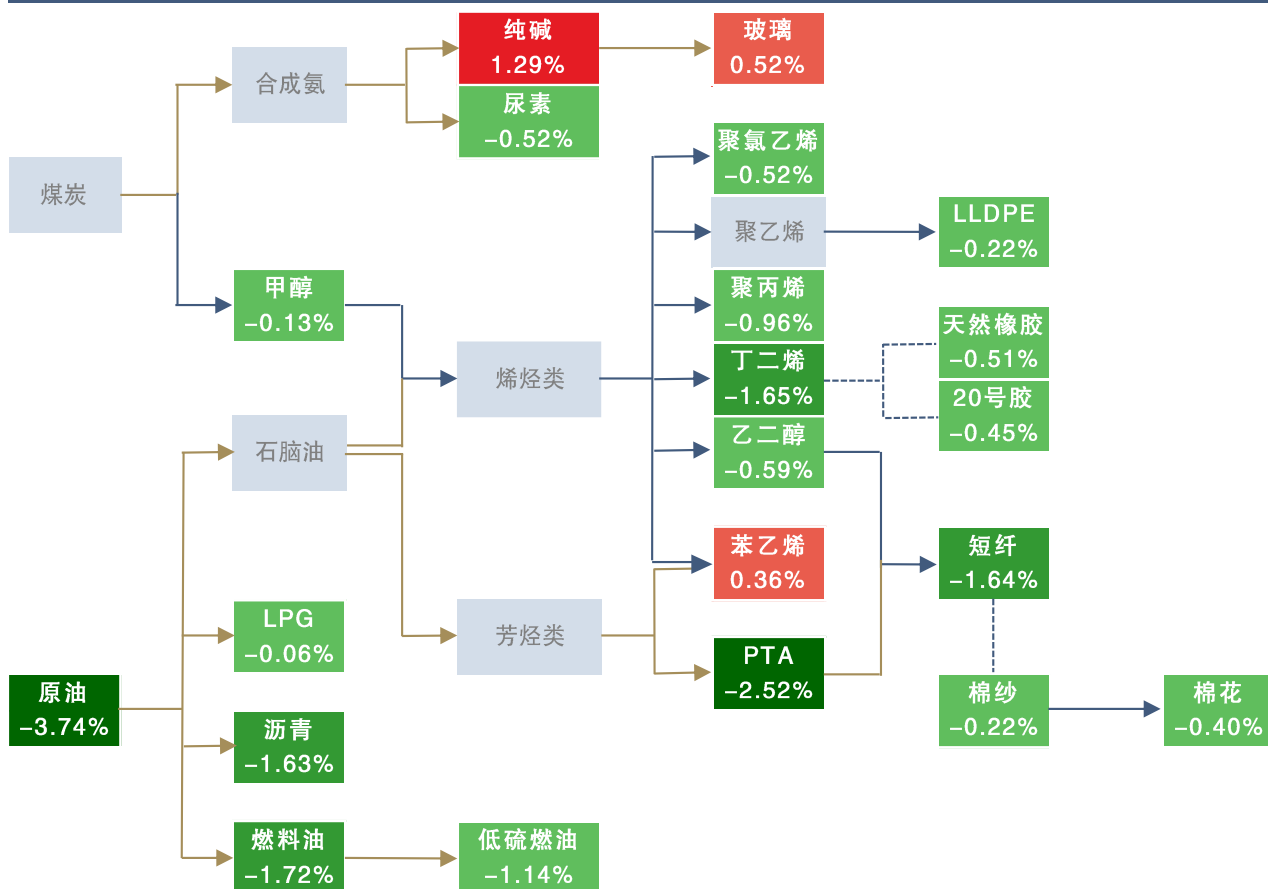 纯碱
1.29%
玻璃
0.52%
合成氨
尿素
-0.52%
聚氯乙烯
-0.52%
煤炭
聚乙烯
LLDPE
-0.22%
甲醇
-0.13%
聚丙烯
-0.96%
天然橡胶
-0.51%
烯烃类
丁二烯
-1.65%
20号胶
-0.45%
石脑油
乙二醇
-0.59%
苯乙烯
0.36%
短纤
-1.64%
LPG
-0.06%
芳烃类
PTA
-2.52%
原油
-3.74%
棉纱
-0.22%
棉花
-0.40%
沥青
-1.63%
燃料油
-1.72%
低硫燃油
-1.14%